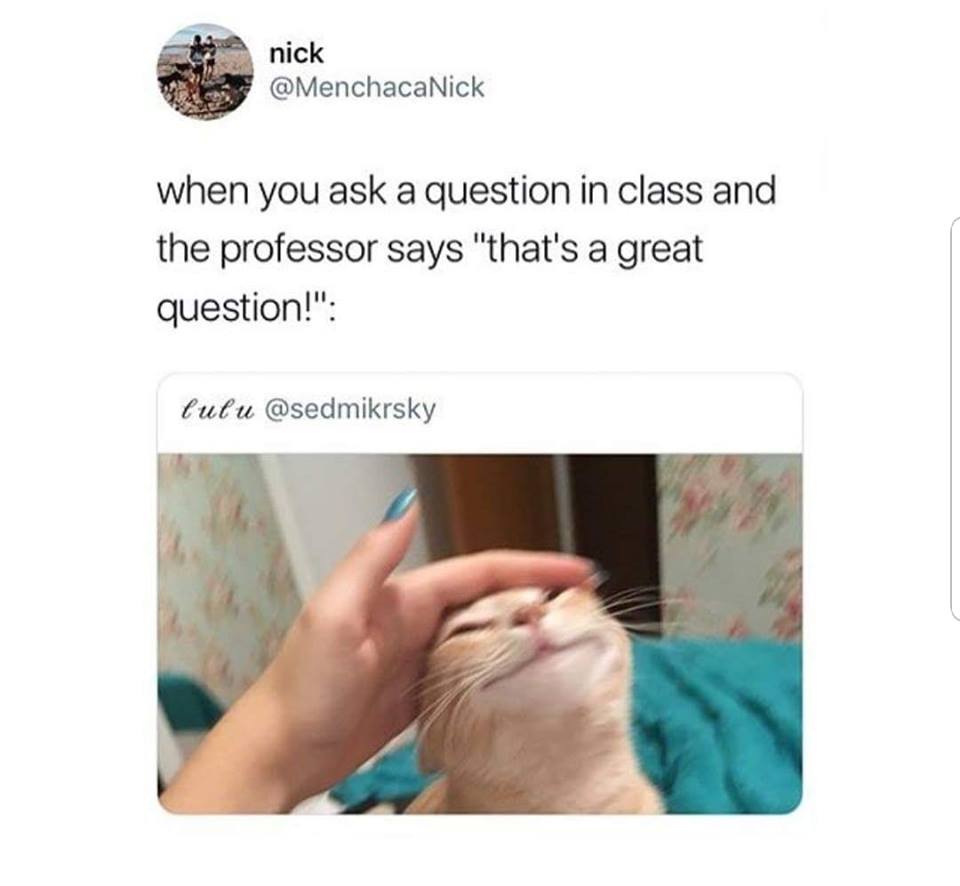 nick
@MenchacaNick
when you ask a question in class and
the professor says "that's a great
question!":
lulu @sedmikrsky